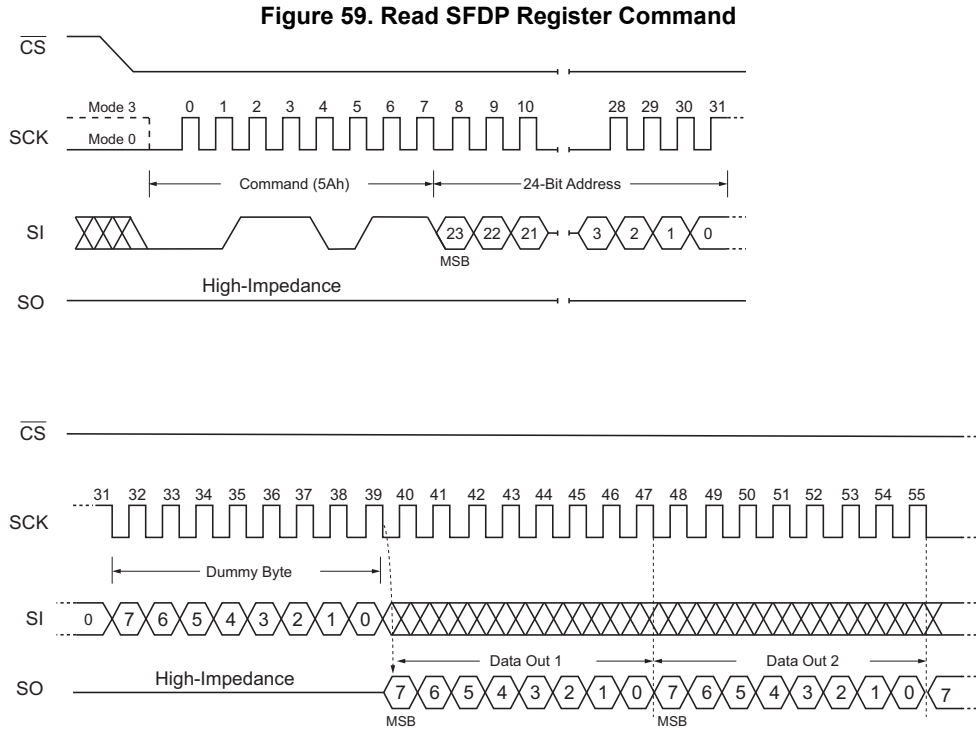 Figure 59. Read SFDP Register Command
CS
Mode 3 0 1 2 3 4 5 6 7 8 9 10 28 29 30 31
SCK Mode 0
Command (5Ah) 24-Bit Address
SI 23 22 21 3 2 1 0
MSB
High-Impedance
SO
CS
31 32 33 34 35 36 37 38 39 40 41 42 43 44 45 46 47 48 49 50 51 52 53 54 55
SCK
Dummy Byte
SI 0 7 6 5 4 3 2 1 0
Data Out 1 Data Out 2
High-Impedance
SO 7 6 5 4 3 2 1 0 7 6 5 4 3 2 1 0 7
MSB MSB